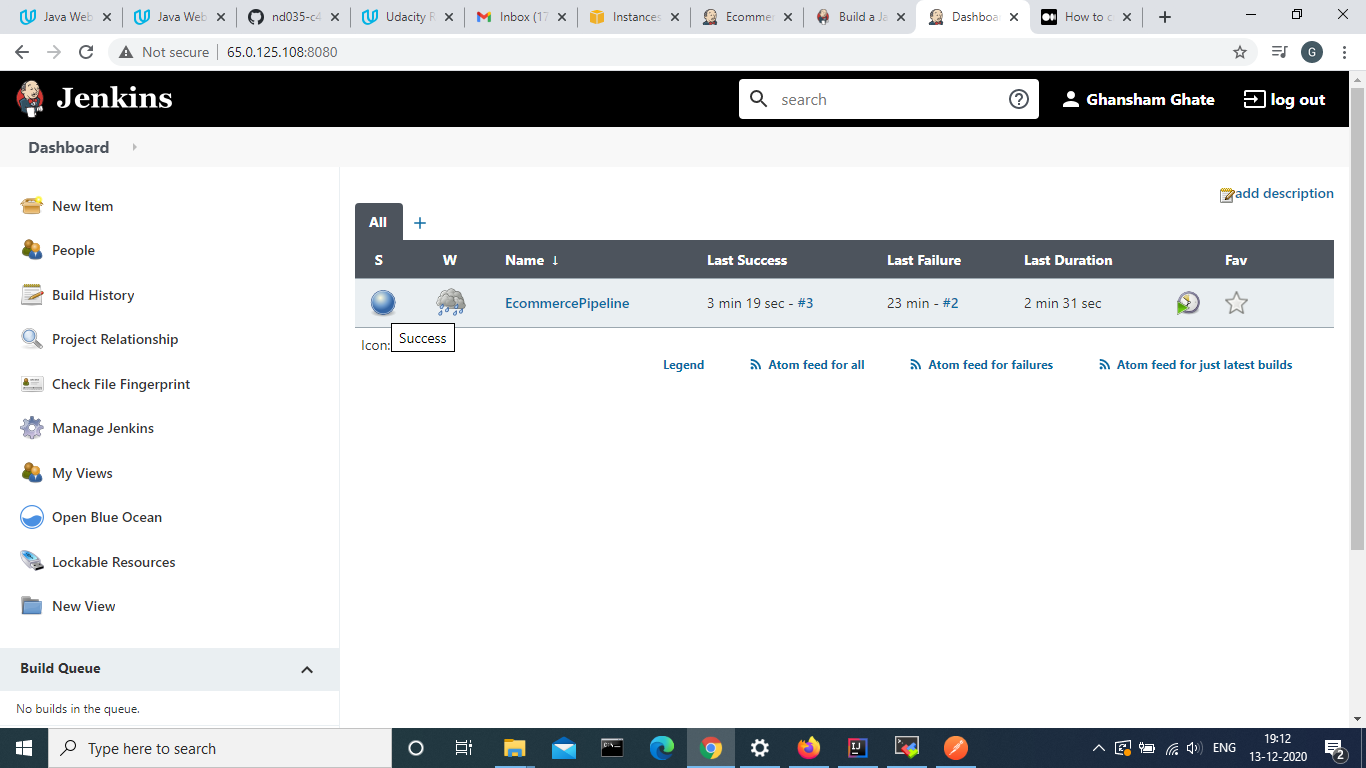 Java Web
Java Web
nd035-c4
Udacity R
Inbox (17
Instances
Ecommer
Build a Ja
Dashboa
How to c
Not secure
65.0.125.108:8080
G
Jenkins
search
Ghansham Ghate
log out
Dashboard
New Item
People
Build History
Project Relationship
Check File Fingerprint
Manage Jenkins
My Views
Open Blue Ocean
Lockable Resources
New View
Build Queue
No builds in the queue.
add description
All +
S W Name ↓ Last Success Last Failure Last Duration Fav
EcommercePipeline 3 min 19 sec - #3 23 min - #2 2 min 31 sec
Success
Icon:
Legend Atom feed for all Atom feed for failures Atom feed for just latest builds
Type here to search
ENG
19:12
13-12-2020
2